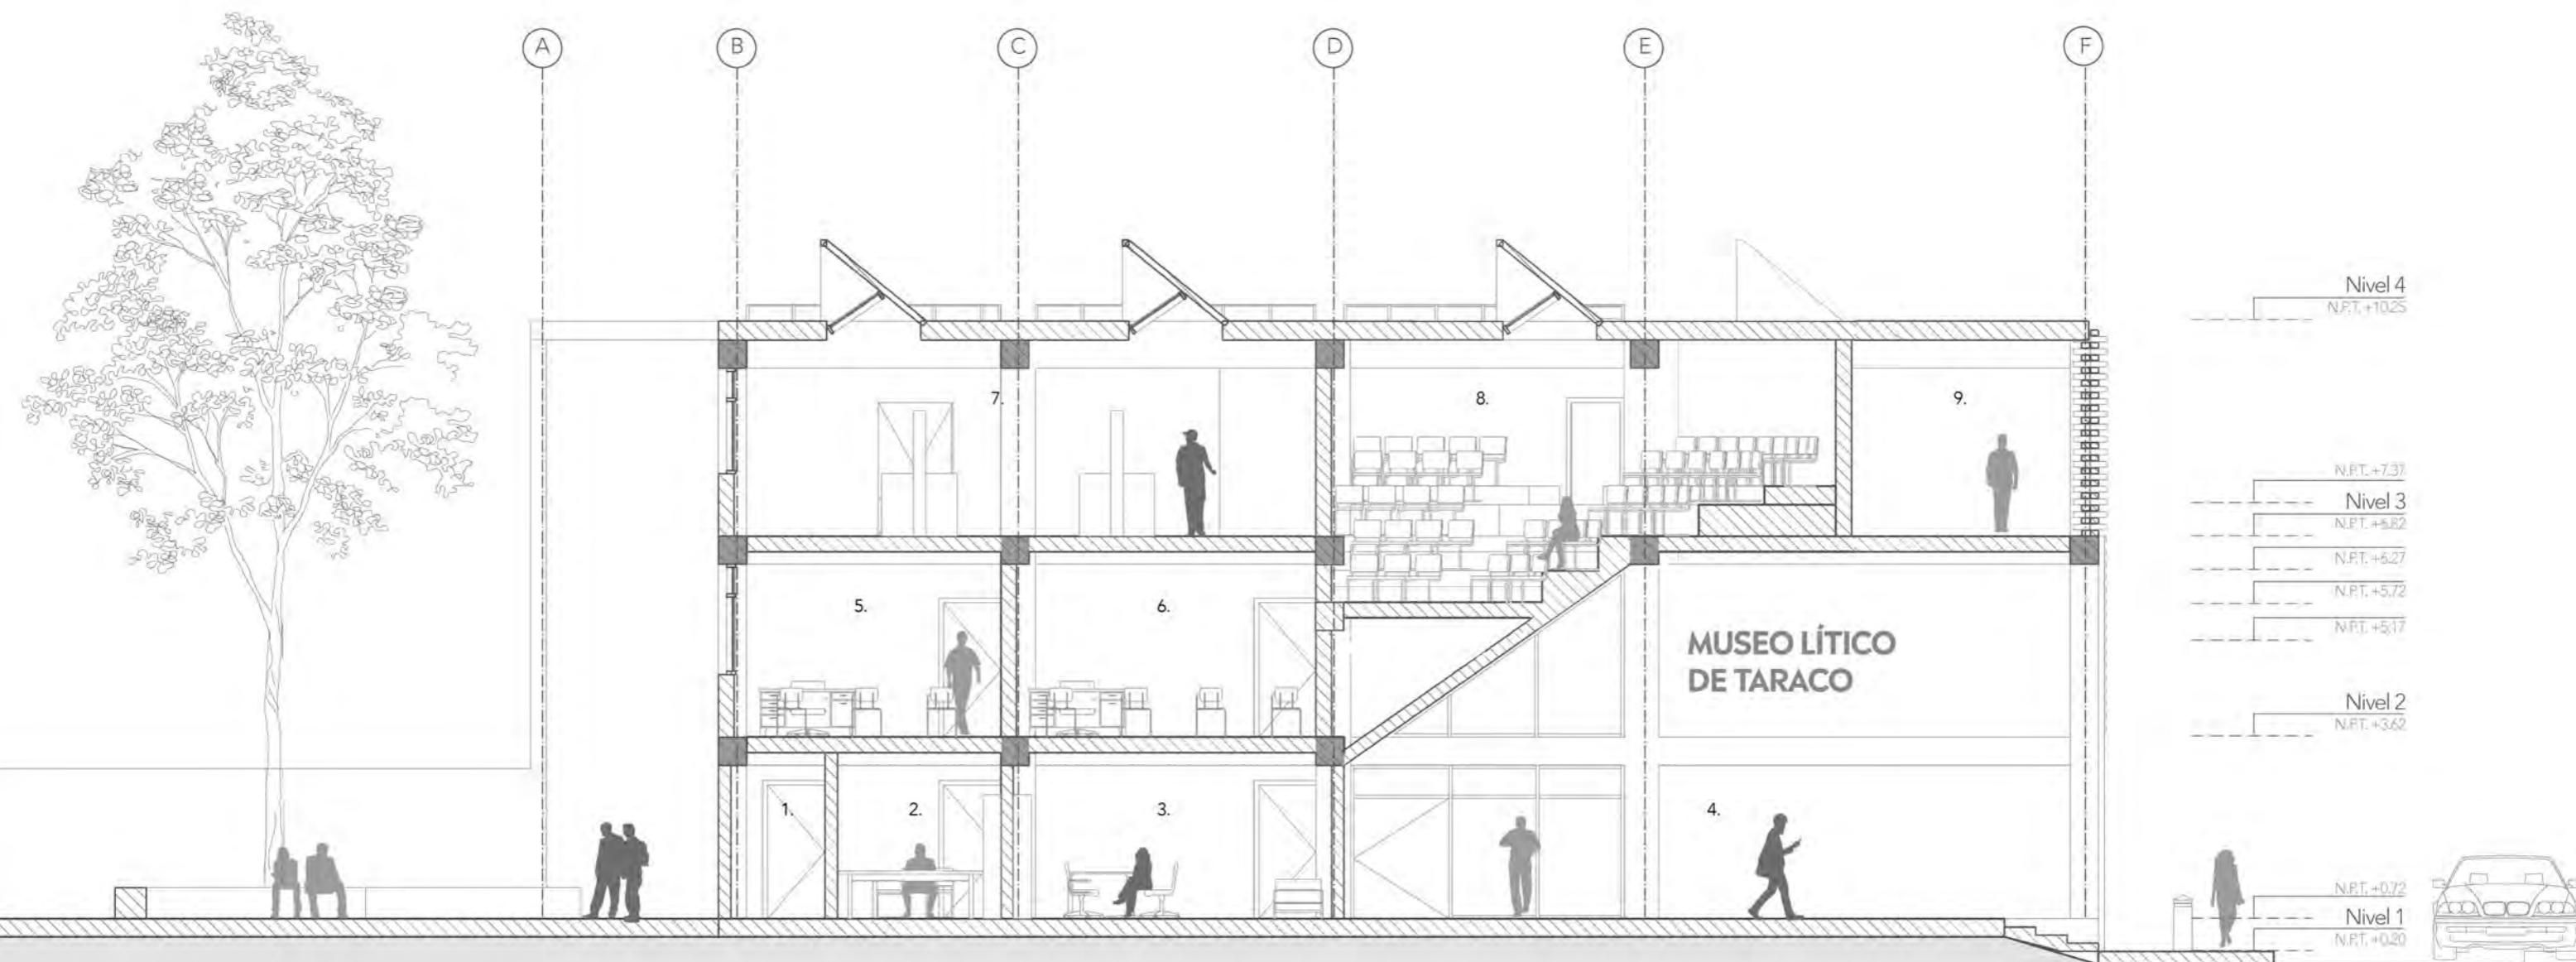 A
B
C
D
E
F
Nivel 4
N.P.T. +10.25
7.
8.
9.
N.P.T. +7.37
Nivel 3
N.P.T. +6.82
N.P.T. +6.27
N.P.T. +5.72
N.P.T. +5.17
5.
6.
MUSEO LÍTICO
DE TARACO
Nivel 2
N.P.T. +3.62
1.
2.
3.
4.
N.P.T. +0.72
Nivel 1
N.P.T. +0.20